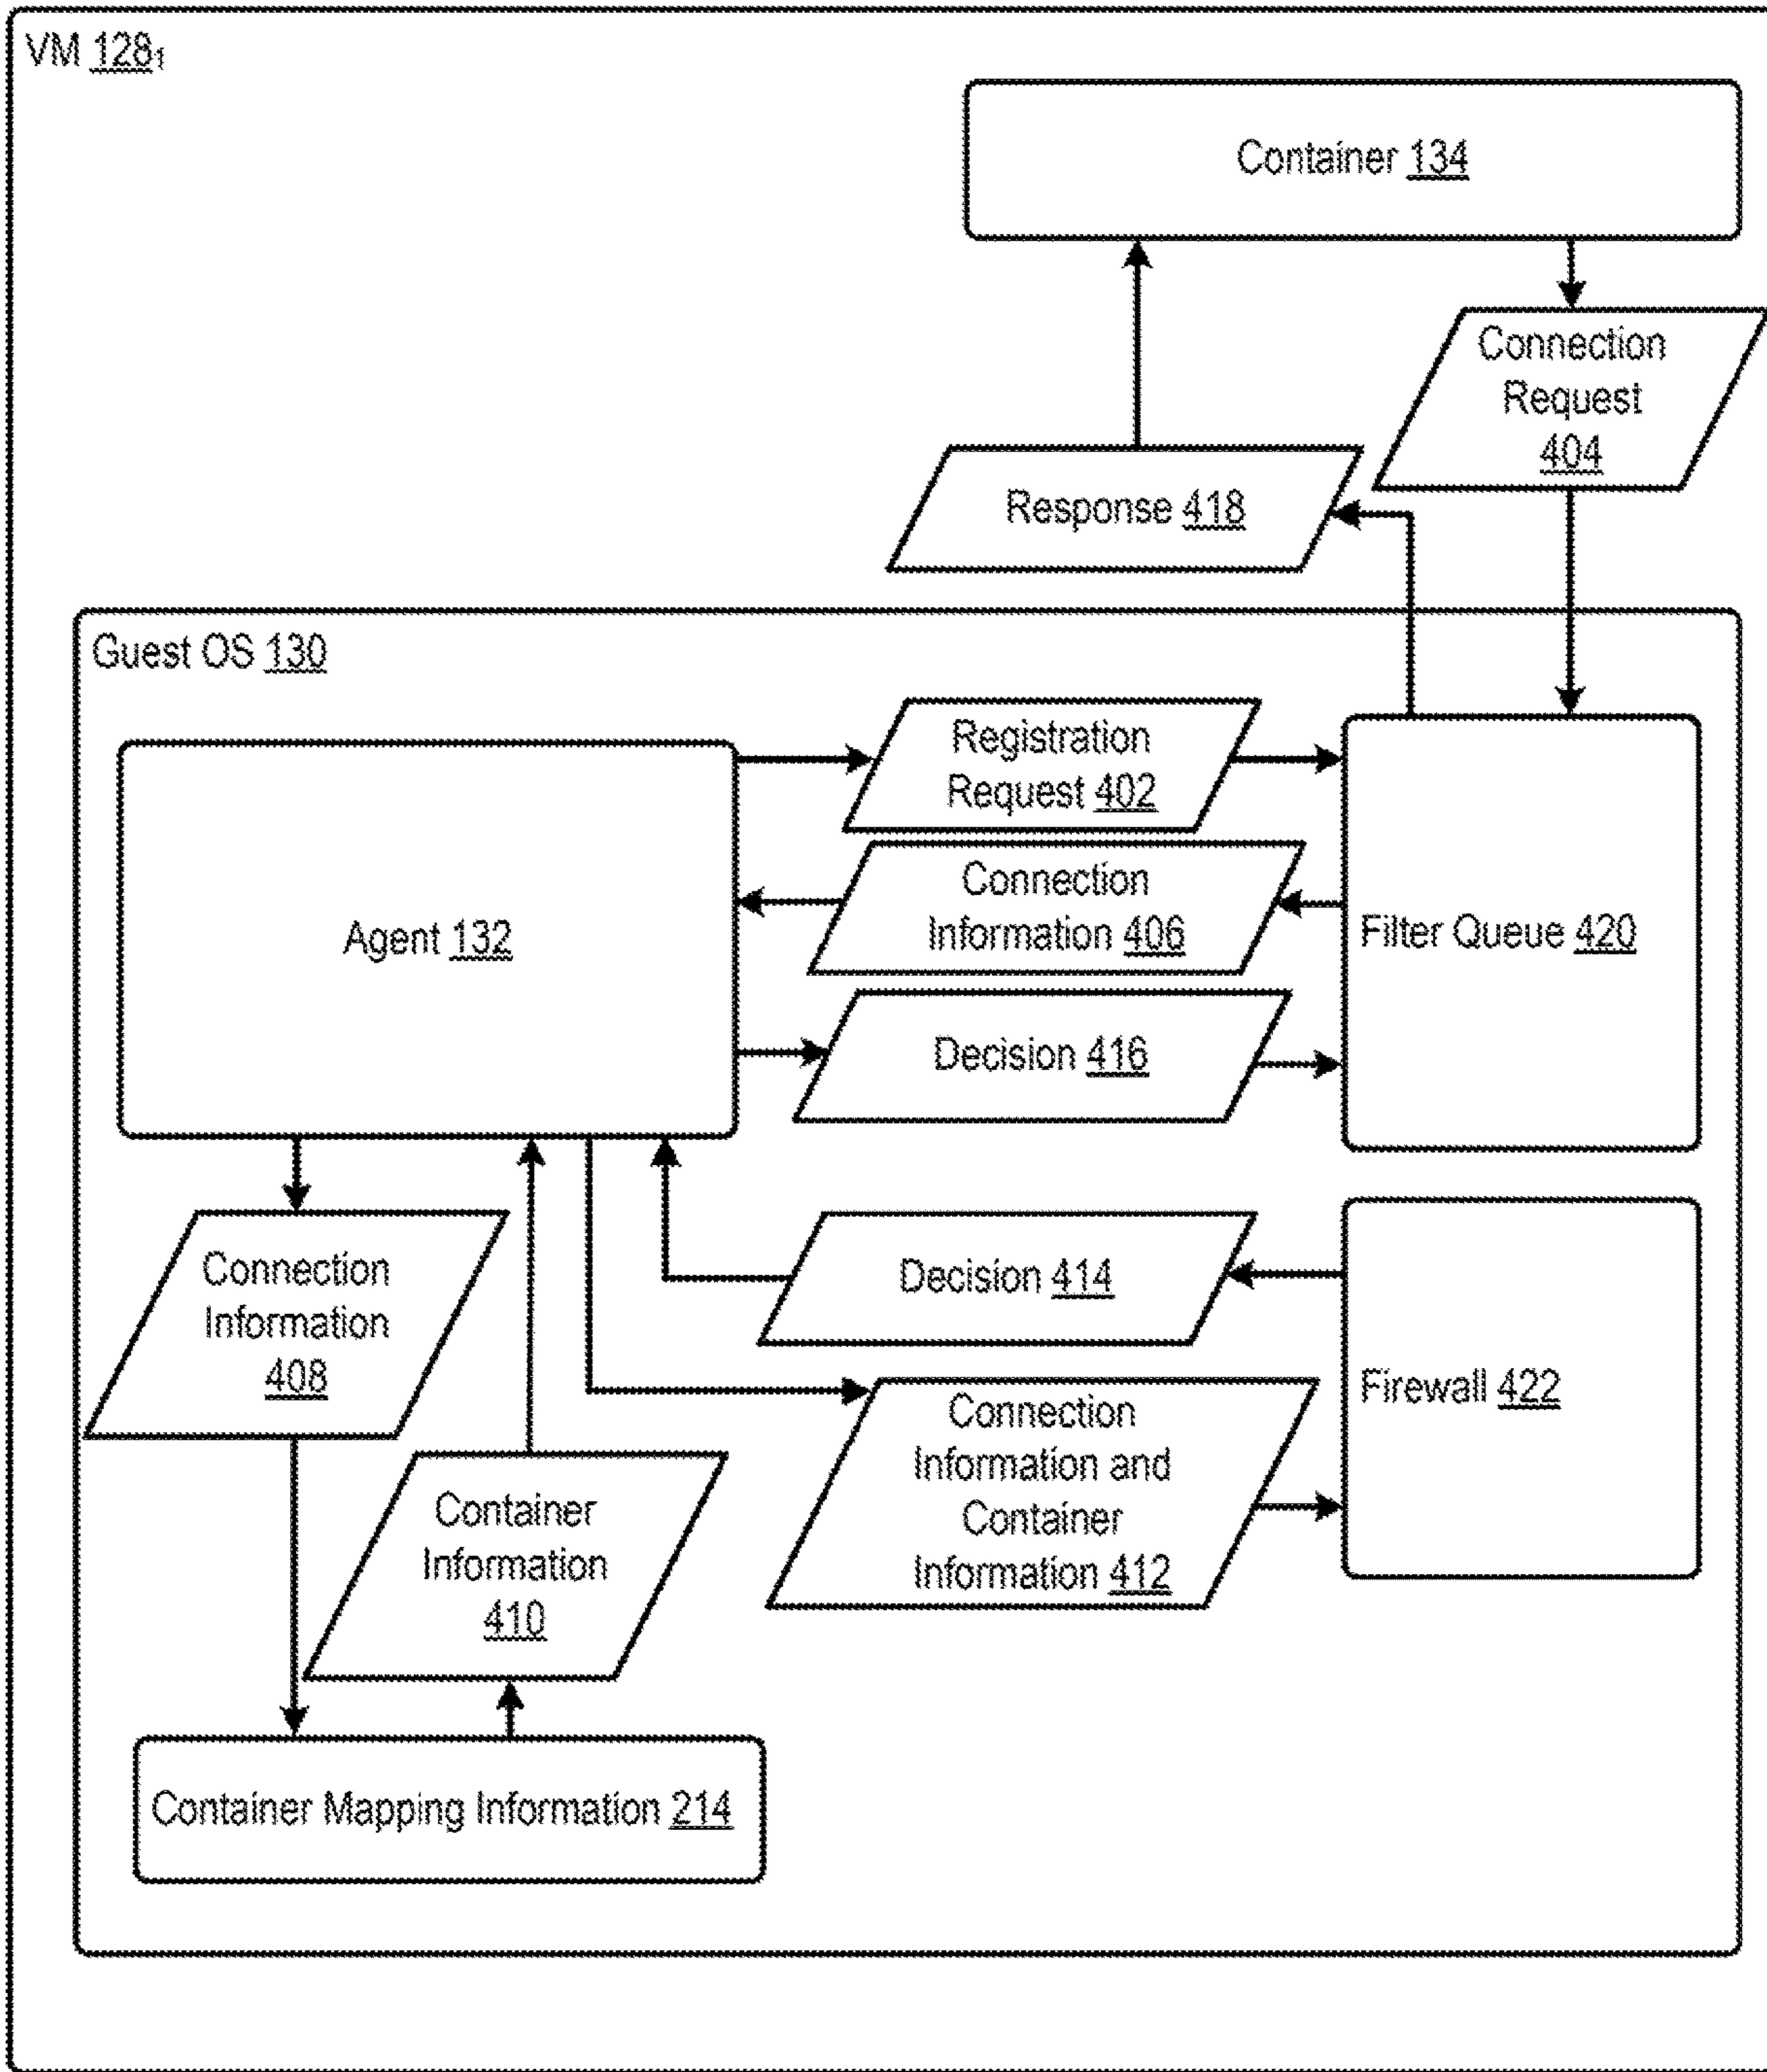 VM 128₁
Container 134
Connection
Request
404
Response 418
Guest OS 130
Registration
Request 402
Connection
Information 406
Agent 132
Filter Queue 420
Decision 416
Connection
Information
408
Decision 414
Firewall 422
Connection
Information and
Container
Information 412
Container
Information
410
Container Mapping Information 214